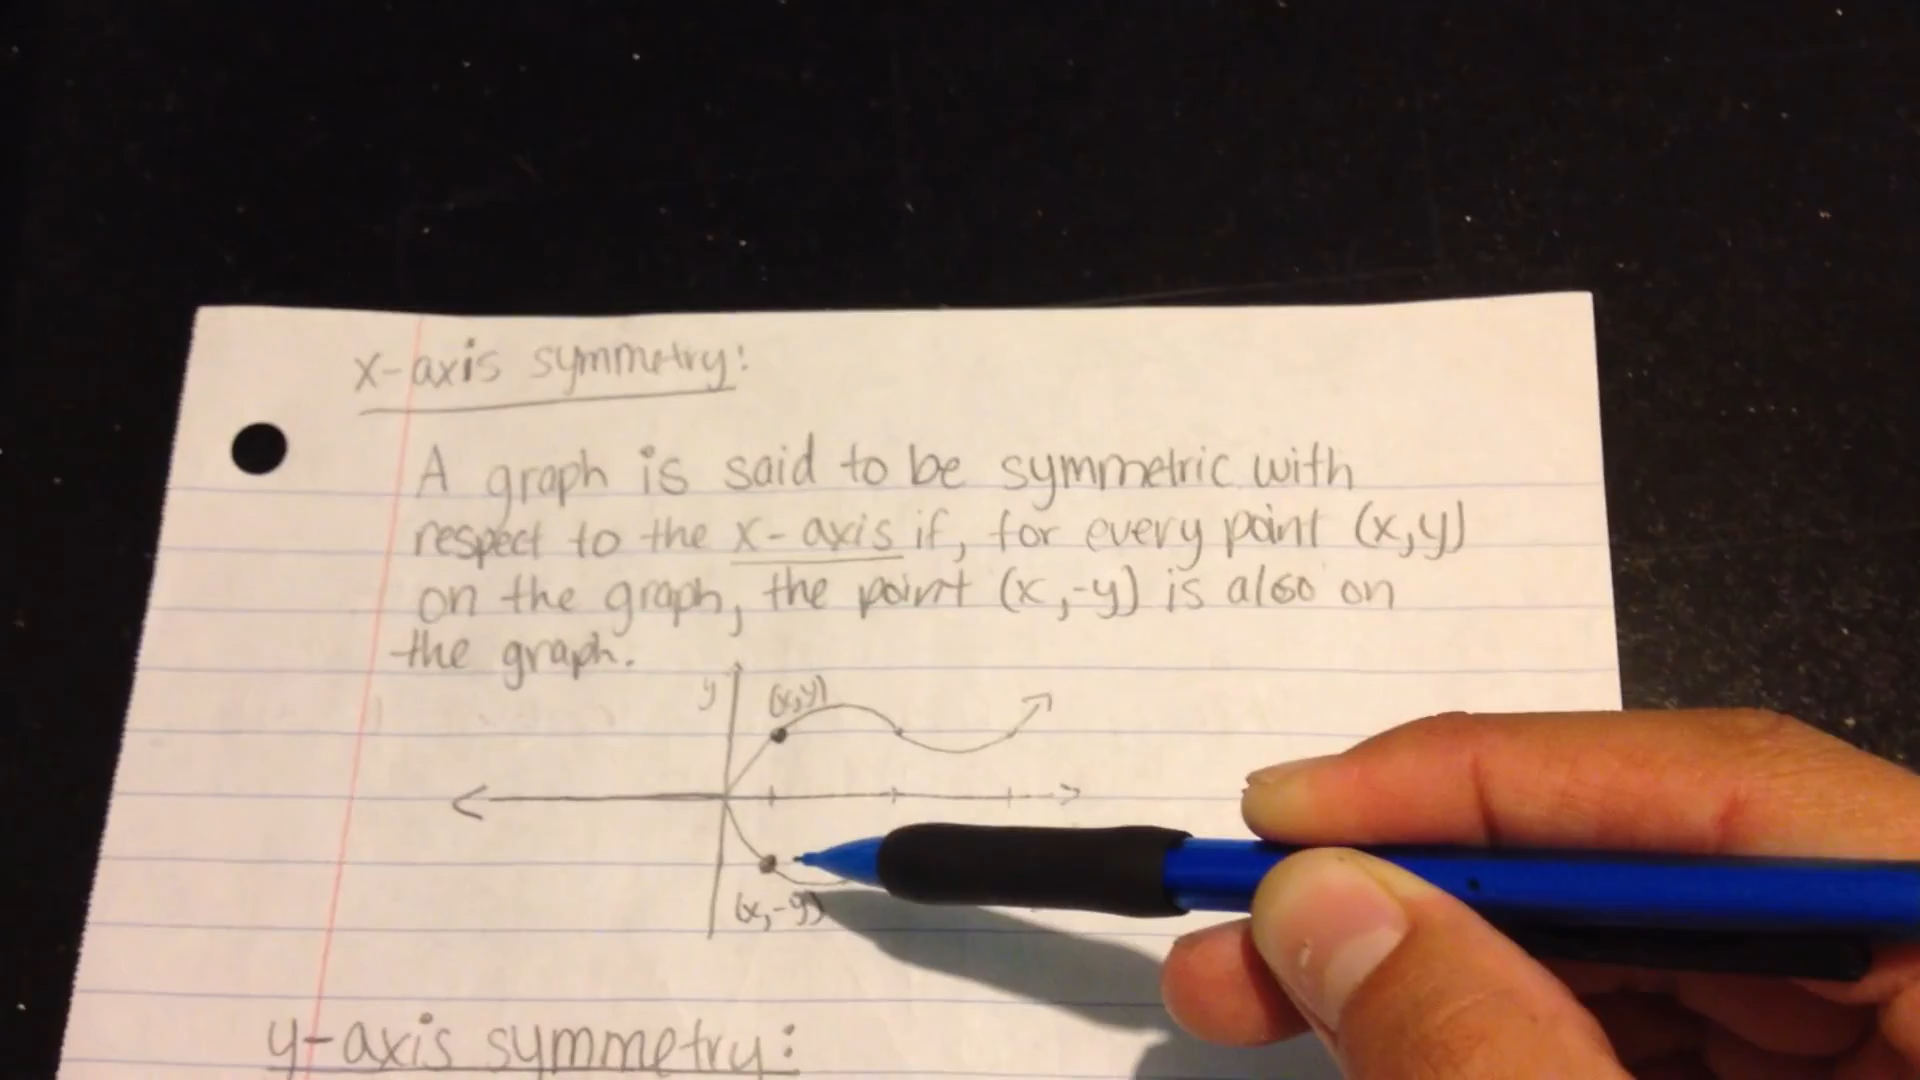 x-axis symmetry:
A graph is said to be symmetric with
respect to the x-axis if, for every point (x,y)
on the graph, the point (x,-y) is also on
the graph.
y
(x,y)
(x,-y)
y-axis symmetry: